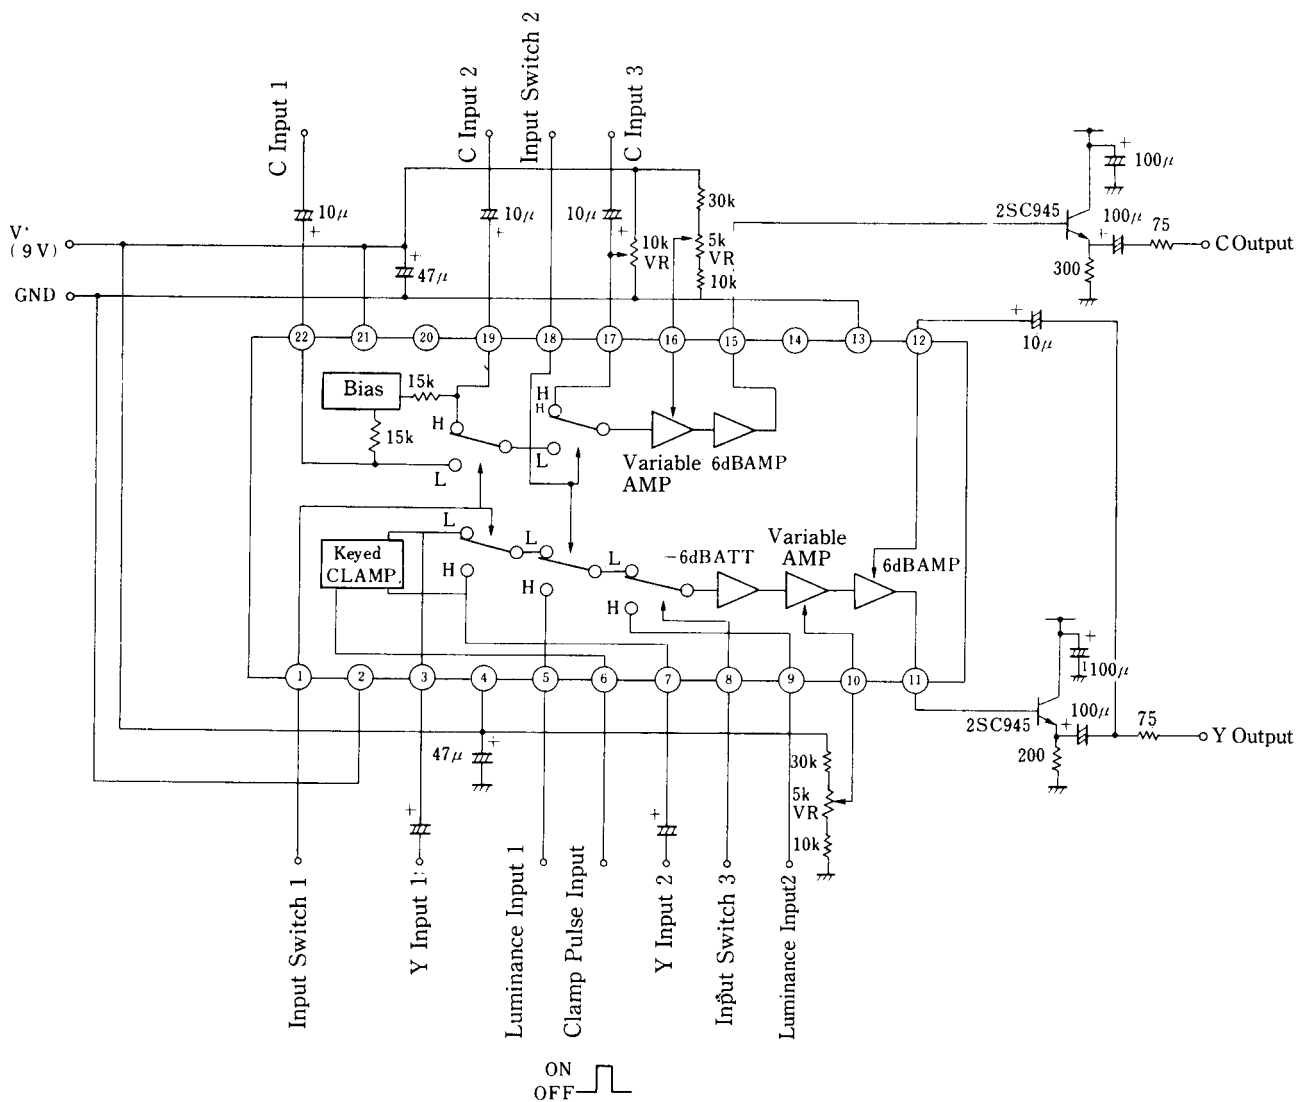 C Input 1
C Input 2
Input Switch 2
C Input 3
V+
(9V)
GND
10μ
+
47μ
+
10μ
+
10μ
+
10k
VR
30k
5k
VR
10k
2SC945
100μ
+
100μ
+
75
C Output
300
+
10μ
22
21
20
19
18
17
16
15
14
13
12
Bias
15k
15k
H
L
H
H
L
Variable
AMP
6dBAMP
Keyed
CLAMP
L
H
L
H
L
H
-6dBATT
Variable
AMP
6dBAMP
1
2
3
4
5
6
7
8
9
10
11
47μ
+
+
+
30k
5k
VR
10k
2SC945
+
100μ
100μ
+
75
Y Output
200
Input Switch 1
Y Input 1
Luminance Input 1
Clamp Pulse Input
Y Input 2
Input Switch 3
Luminance Input2
ON
OFF